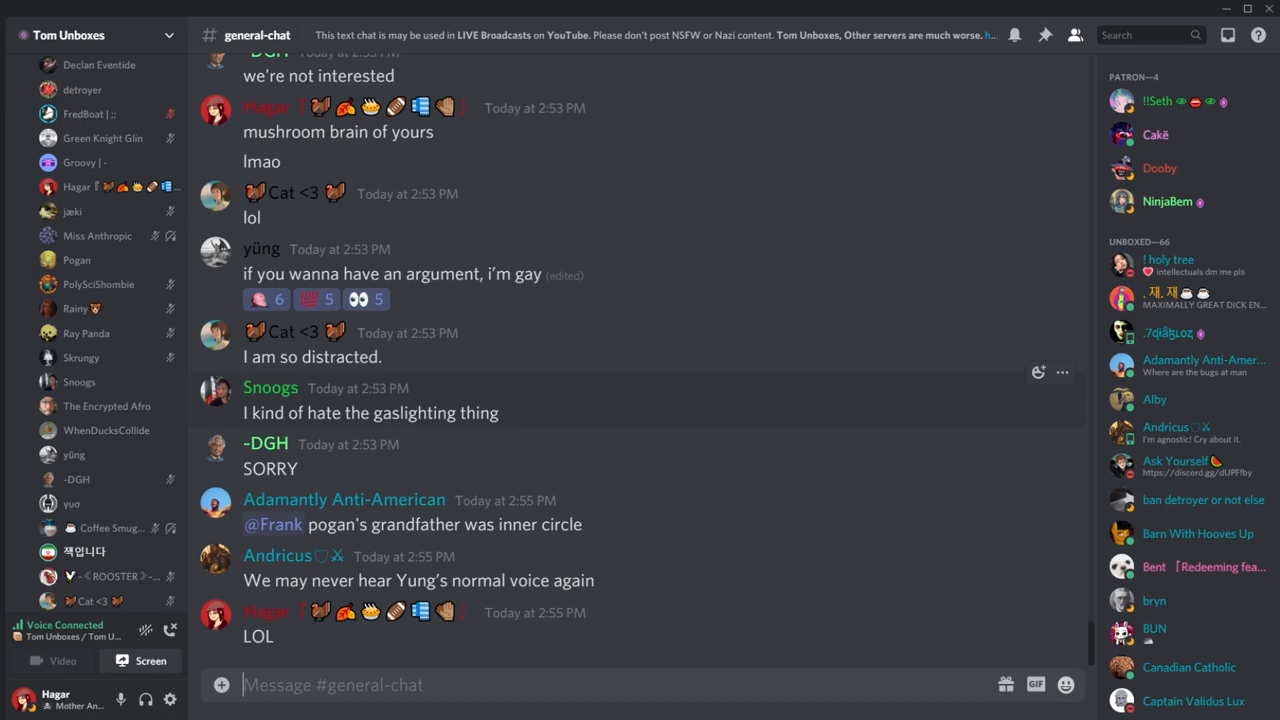 Tom Unboxes
# general-chat
This text chat is may be used in LIVE Broadcasts on YouTube. Please don't post NSFW or Nazi content. Tom Unboxes, Other servers are much worse. h...
Search
Declan Eventide
detroyer
FredBoat | ;;
Green Knight Glin
Groovy | -
Hagar『🦃🍂🥧🏈...
jæki
Miss Anthropic
Pogan
PolySciShombie
Rainy🐻
Ray Panda
Skrungy
Snoogs
The Encrypted Afro
WhenDucksCollide
yüng
~DGH
γυσ
☕ Coffee Smug...
잭입니다
-《ROOSTER》-...
🦃Cat <3 🦃
Voice Connected
Tom Unboxes / Tom U...
Video
Screen
Hagar
Mother An...
~DGH
we're not interested
Hagar『🦃🍂🥧🏈 Today at 2:53 PM
mushroom brain of yours
lmao
🦃Cat <3 🦃 Today at 2:53 PM
lol
yüng Today at 2:53 PM
if you wanna have an argument, i'm gay (edited)
6 💯 5 👀 5
🦃Cat <3 🦃 Today at 2:53 PM
I am so distracted.
Snoogs Today at 2:53 PM
I kind of hate the gaslighting thing
~DGH Today at 2:53 PM
SORRY
Adamantly Anti-American Today at 2:55 PM
@Frank pogan's grandfather was inner circle
Andricus🛡⚔ Today at 2:55 PM
We may never hear Yung's normal voice again
Hagar『🦃🍂🥧🏈 Today at 2:55 PM
LOL
Message #general-chat
GIF
PATRON—4
!!Seth 👁👄👁
Cakë
Dooby
NinjaBem
UNBOXED—66
! holy tree
❤ intellectuals dm me pls
. 재. 재☕☕
MAXIMALLY GREAT DICK EN...
Adamantly Anti-Amer...
Where are the bugs at man
Alby
Andricus🛡⚔
I'm agnostic! Cry about it.
Ask Yourself🍉
https://discord.gg/dUPFfby
ban detroyer or not else
Barn With Hooves Up
Bent『Redeeming fea...
bryn
BUN
Canadian Catholic
Captain Validus Lux